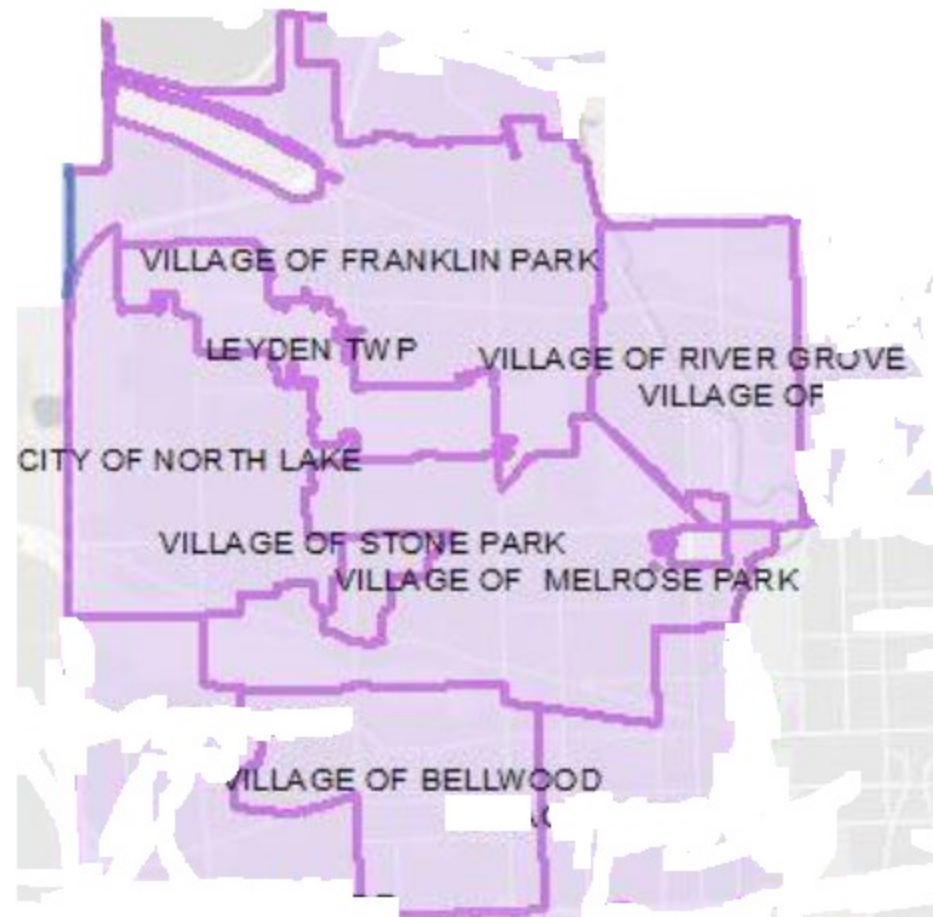 VILLAGE OF FRANKLIN PARK
LEYDEN TWP
VILLAGE OF RIVER GROVE
VILLAGE OF
CITY OF NORTH LAKE
VILLAGE OF STONE PARK
VILLAGE OF MELROSE PARK
VILLAGE OF BELLWOOD